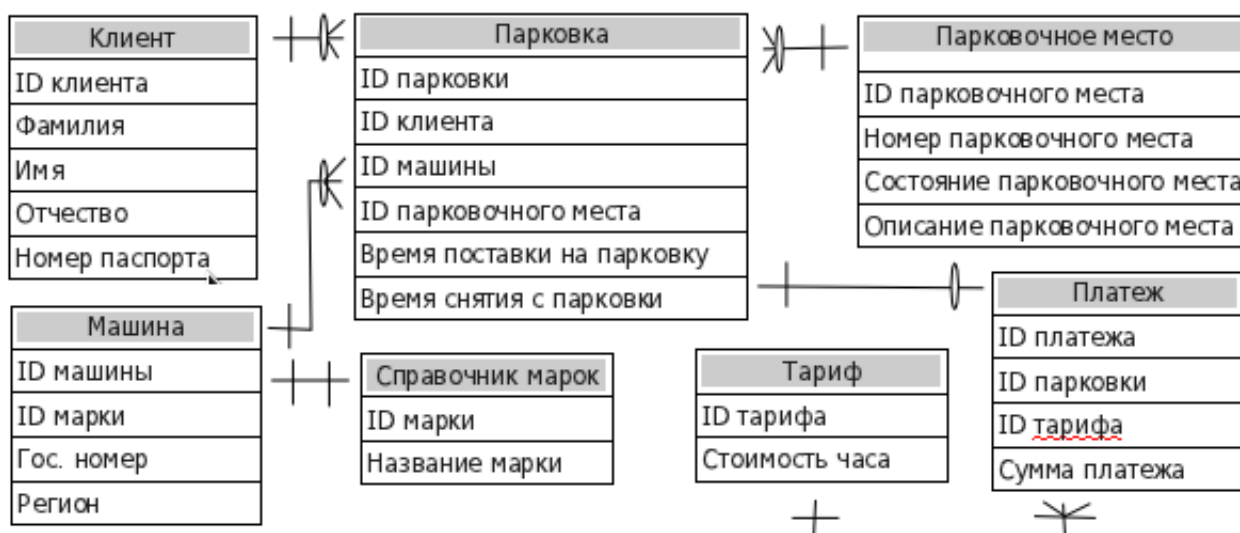 Клиент
ID клиента
Фамилия
Имя
Отчество
Номер паспорта
Парковка
ID парковки
ID клиента
ID машины
ID парковочного места
Время поставки на парковку
Время снятия с парковки
Парковочное место
ID парковочного места
Номер парковочного места
Состояние парковочного места
Описание парковочного места
Машина
ID машины
ID марки
Гос. номер
Регион
Справочник марок
ID марки
Название марки
Тариф
ID тарифа
Стоимость часа
Платеж
ID платежа
ID парковки
ID тарифа
Сумма платежа